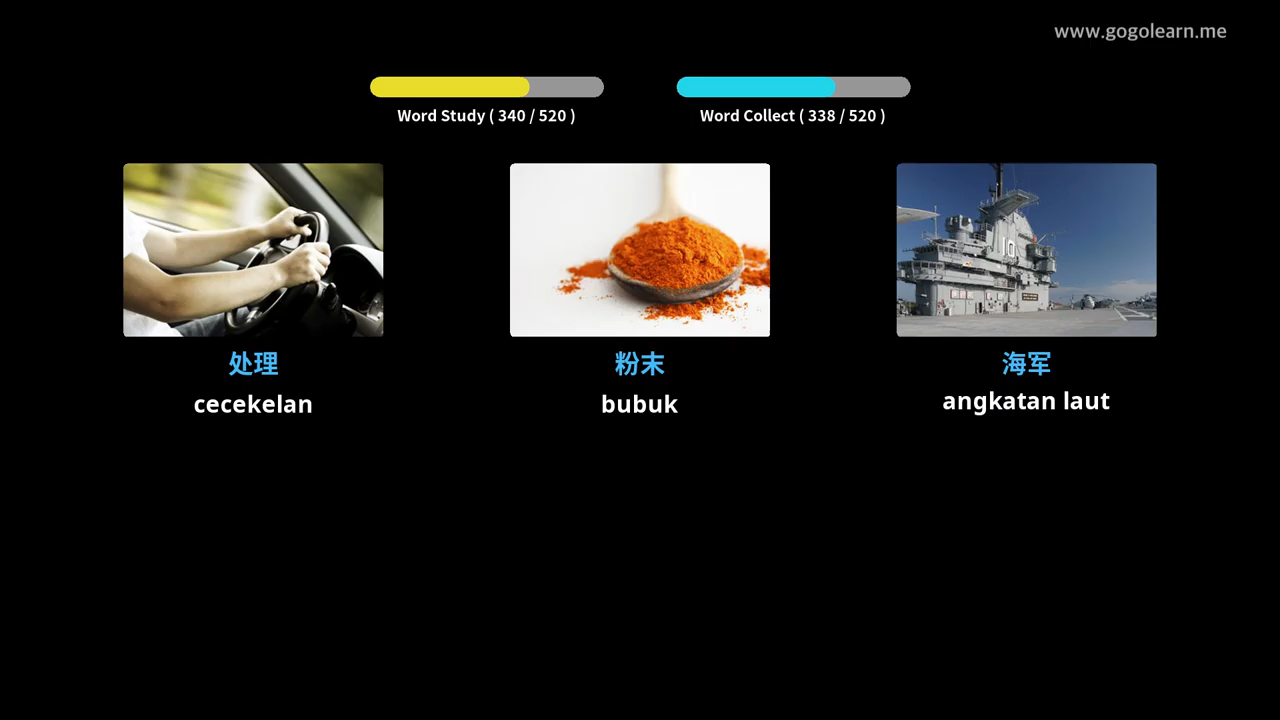 www.gogolearn.me
Word Study ( 340 / 520 )
Word Collect ( 338 / 520 )
10
处理
粉末
海军
cecekelan
bubuk
angkatan laut